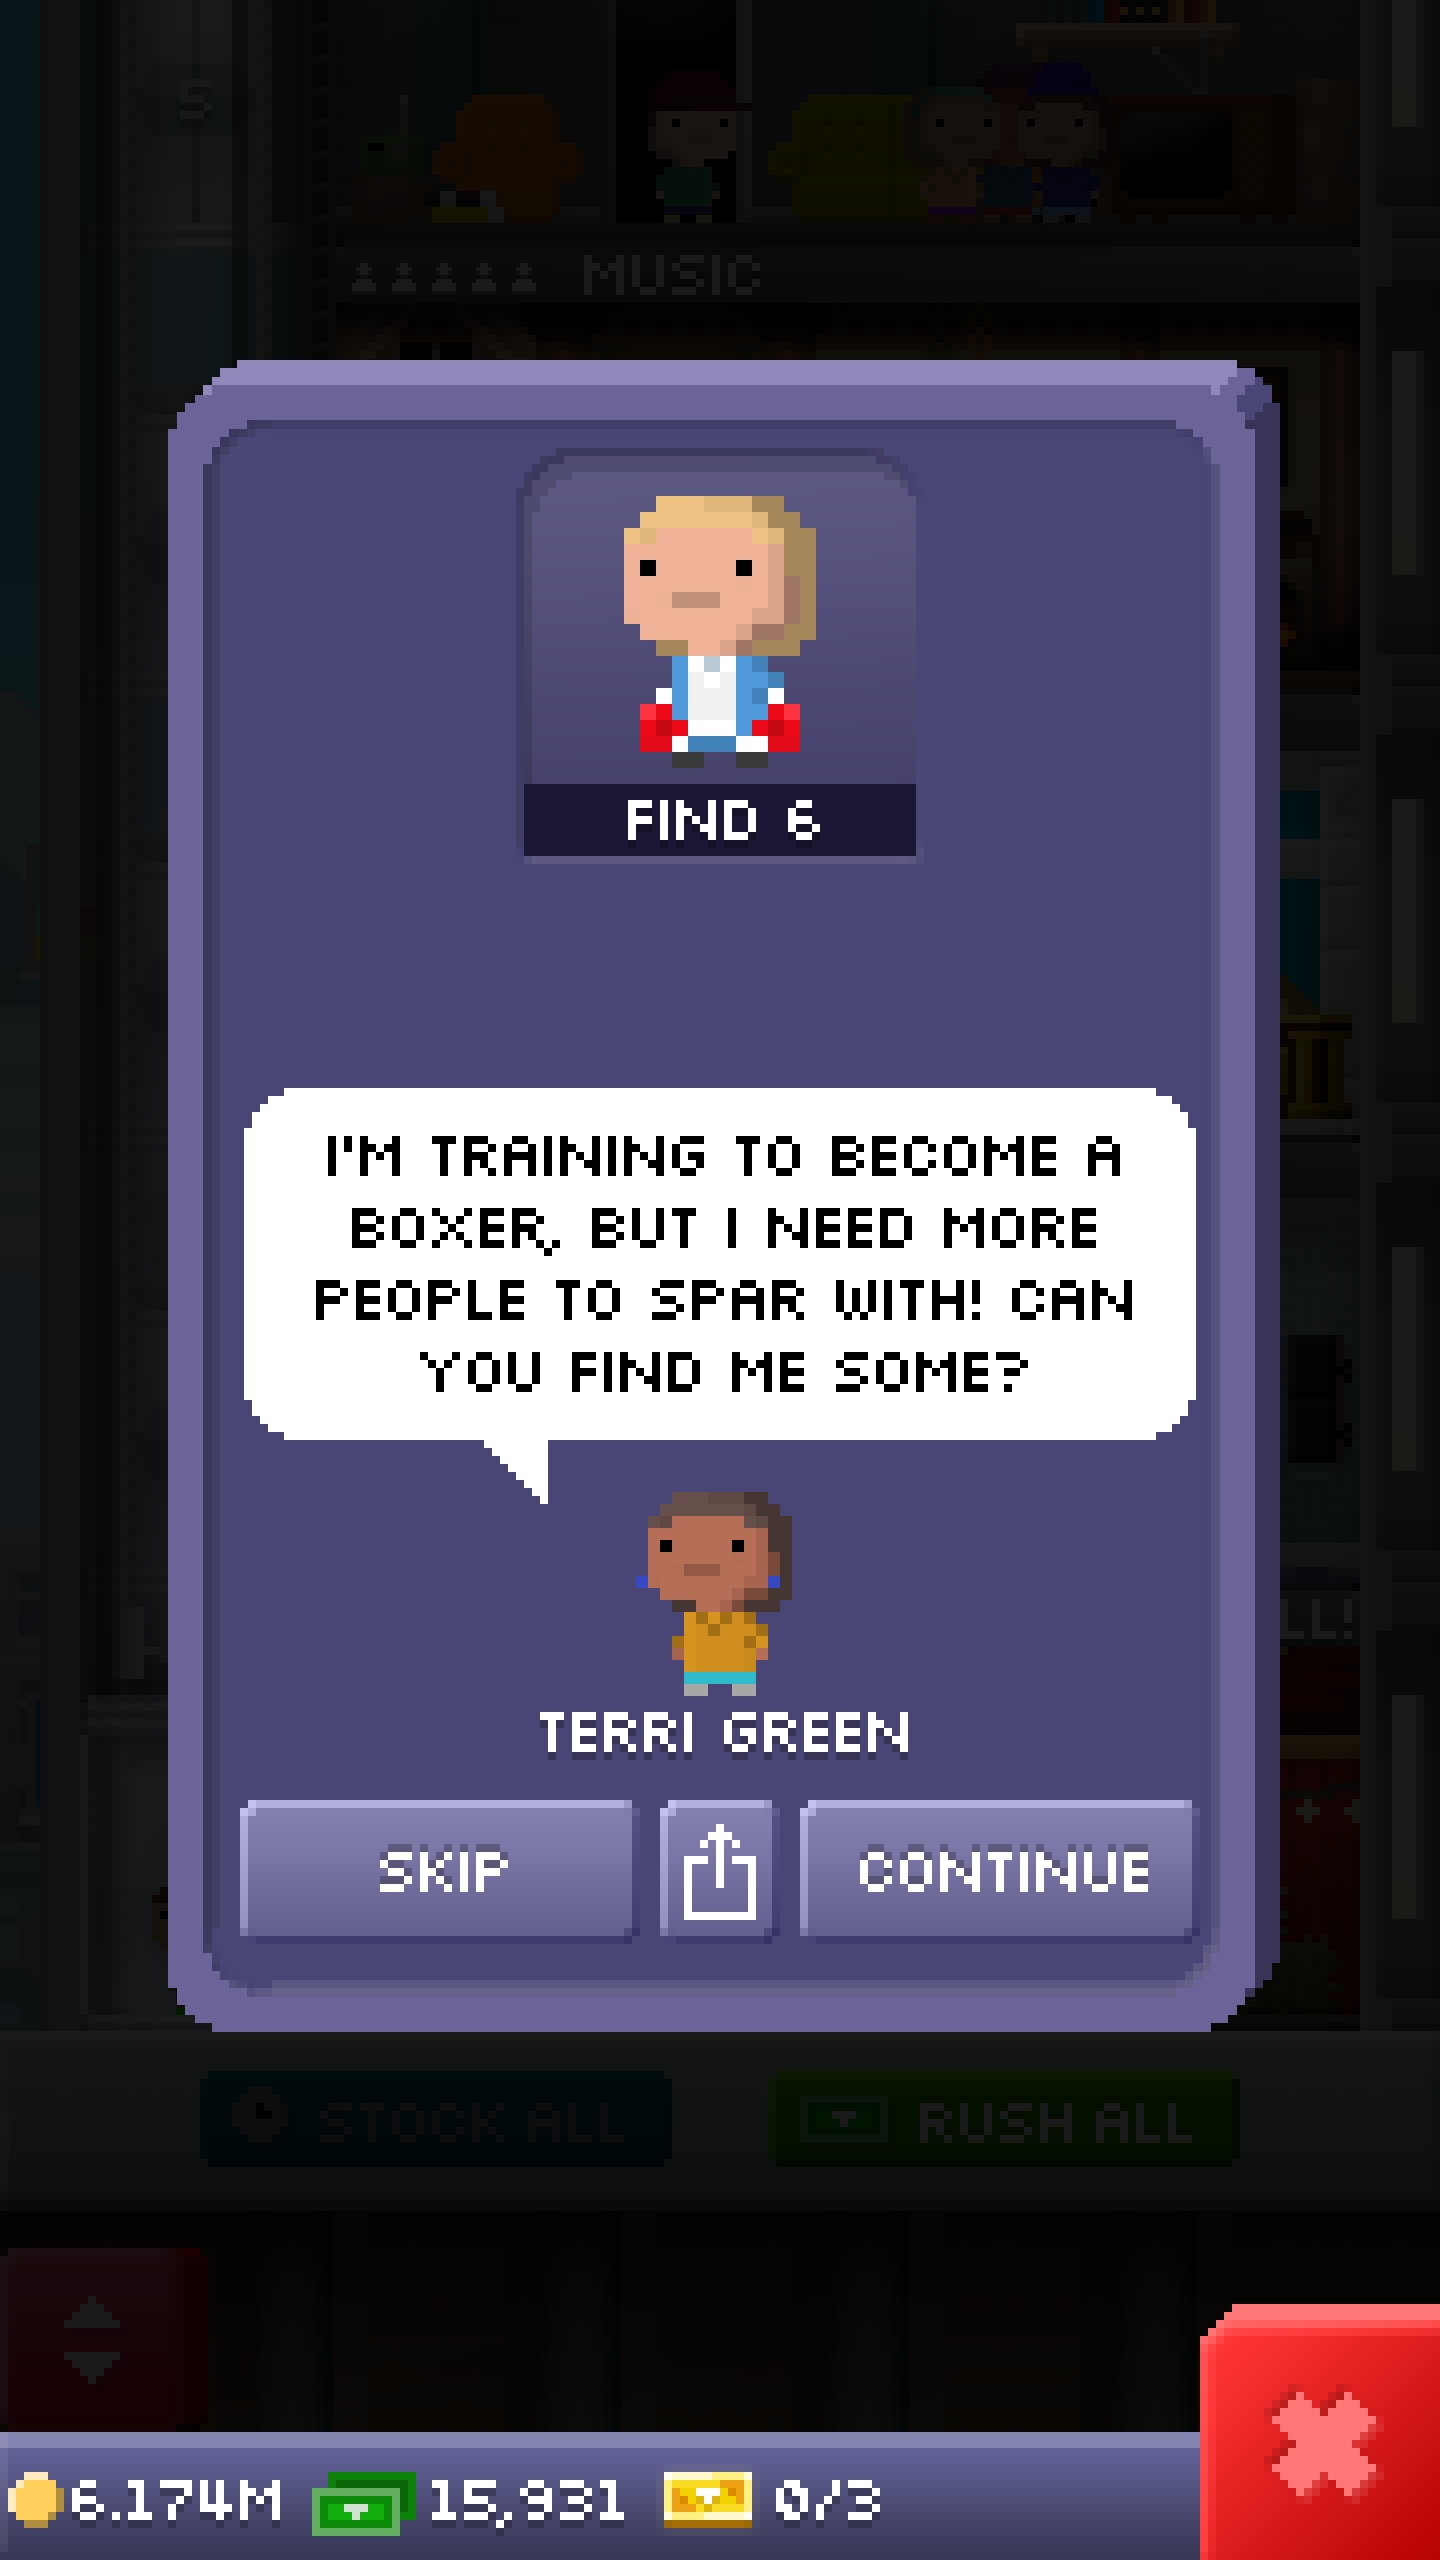 S
MUSIC
FIND 6
I'M TRAINING TO BECOME A
BOXER, BUT I NEED MORE
PEOPLE TO SPAR WITH! CAN
YOU FIND ME SOME?
LL!
TERRI GREEN
SKIP
CONTINUE
STOCK ALL
RUSH ALL
6.174M
15,931
0/3